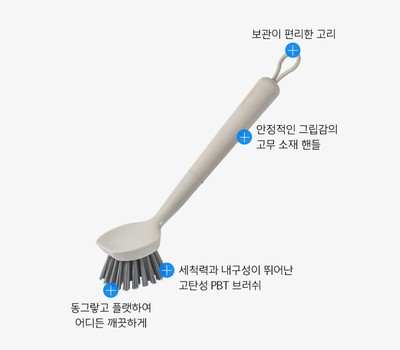 보관이 편리한 고리
안정적인 그립감의
고무 소재 핸들
세척력과 내구성이 뛰어난
고탄성 PBT 브러쉬
동그랗고 플랫하여
어디든 깨끗하게